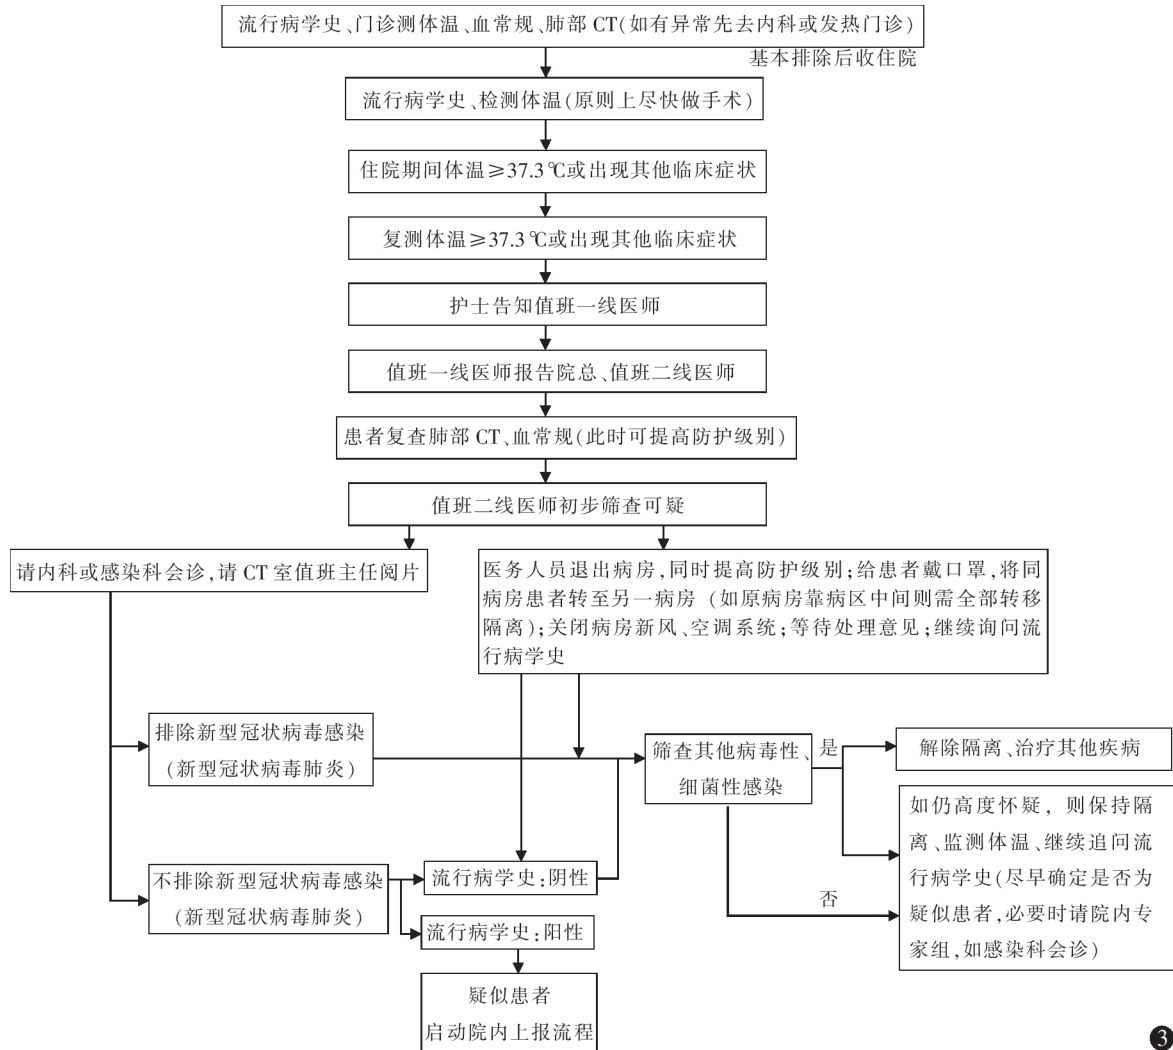 流行病学史、门诊测体温、血常规、肺部CT(如有异常先去内科或发热门诊)
基本排除后收住院
流行病学史、检测体温(原则上尽快做手术)
住院期间体温≥37.3℃或出现其他临床症状
复测体温≥37.3℃或出现其他临床症状
护士告知值班一线医师
值班一线医师报告院总、值班二线医师
患者复查肺部CT、血常规(此时可提高防护级别)
值班二线医师初步筛查可疑
请内科或感染科会诊,请CT室值班主任阅片
医务人员退出病房,同时提高防护级别;给患者戴口罩,将同
病房患者转至另一病房(如原病房靠病区中间则需全部转移
隔离);关闭病房新风、空调系统;等待处理意见;继续询问流
行病学史
排除新型冠状病毒感染
(新型冠状病毒肺炎)
筛查其他病毒性、
细菌性感染
是
解除隔离、治疗其他疾病
如仍高度怀疑,则保持隔
离、监测体温、继续追问流
行病学史(尽早确定是否为
疑似患者,必要时请院内专
家组,如感染科会诊)
否
不排除新型冠状病毒感染
(新型冠状病毒肺炎)
流行病学史:阴性
流行病学史:阳性
疑似患者
启动院内上报流程
3